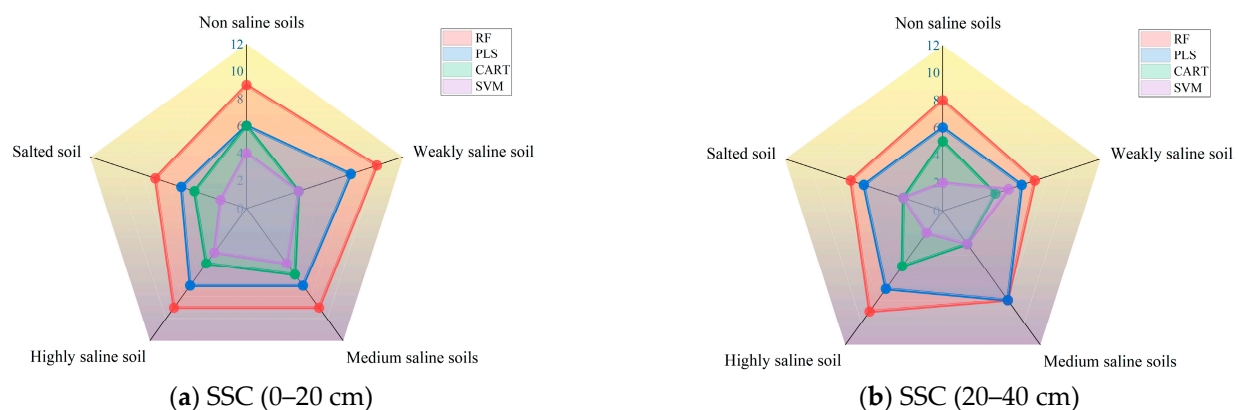 Non saline soils
12
10
8
6
4
2
0
RF
PLS
CART
SVM
Salted soil
Weakly saline soil
Highly saline soil
Medium saline soils
(a) SSC (0–20 cm)
Non saline soils
12
10
8
6
4
2
0
RF
PLS
CART
SVM
Salted soil
Weakly saline soil
Highly saline soil
Medium saline soils
(b) SSC (20–40 cm)